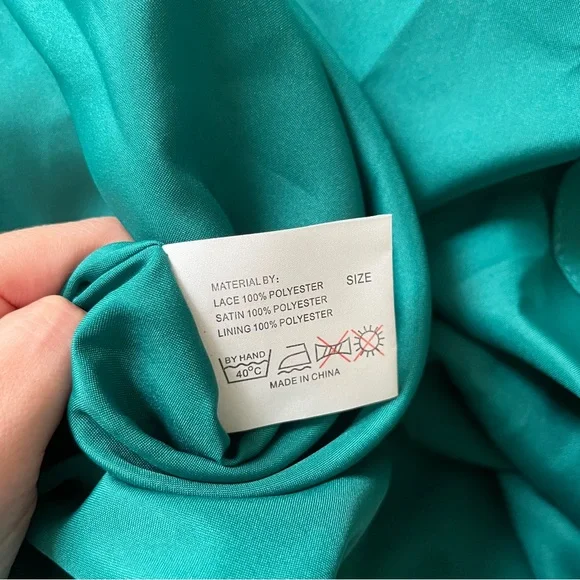 MATERIAL BY: SIZE
LACE 100% POLYESTER
SATIN 100% POLYESTER
LINING 100% POLYESTER
BY HAND
40°C
MADE IN CHINA